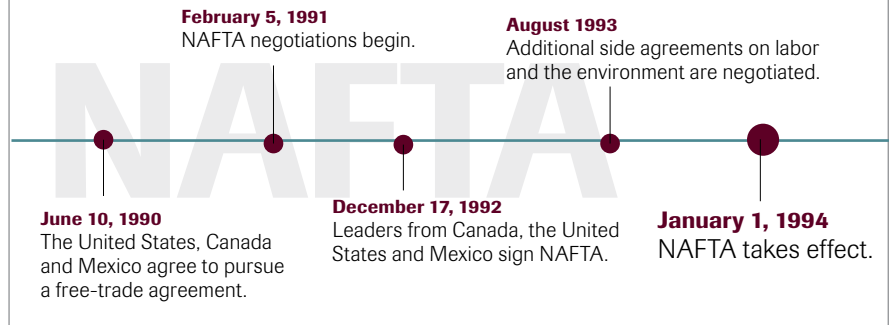 NAFTA
February 5, 1991
NAFTA negotiations begin.
August 1993
Additional side agreements on labor
and the environment are negotiated.
June 10, 1990
The United States, Canada
and Mexico agree to pursue
a free-trade agreement.
December 17, 1992
Leaders from Canada, the United
States and Mexico sign NAFTA.
January 1, 1994
NAFTA takes effect.